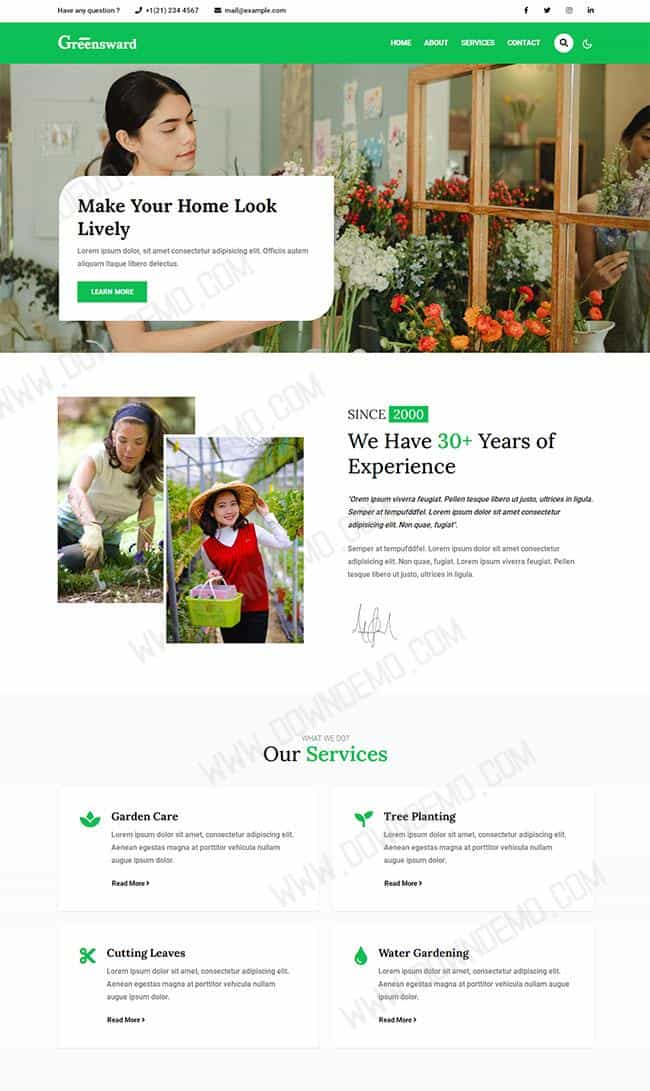 Have any question ?
+1(21) 234 4567
mail@example.com
Greensward
HOME
ABOUT
SERVICES
CONTACT
Make Your Home Look
Lively
Lorem ipsum dolor, sit amet consectetur adipisicing elit. Officiis autem
aliquam itaque libero delectus.
LEARN MORE
SINCE 2000
We Have 30+ Years of
Experience
"Orem ipsum viverra feugiat. Pellen tesque libero ut justo, ultrices in ligula.
Semper at tempufddfel. Lorem ipsum dolor sit amet consectetur
adipisicing elit. Non quae, fugiat".
Semper at tempufddfel. Lorem ipsum dolor sit amet consectetur
adipisicing elit. Non quae, fugiat. Lorem ipsum viverra feugiat. Pellen
tesque libero ut justo, ultrices in ligula.
WHAT WE DO?
Our Services
Garden Care
Lorem ipsum dolor sit amet, consectetur adipiscing elit.
Aenean egestas magna at porttitor vehicula nullam
augue ipsum dolor.
Read More
Tree Planting
Lorem ipsum dolor sit amet, consectetur adipiscing elit.
Aenean egestas magna at porttitor vehicula nullam
augue ipsum dolor.
Read More
Cutting Leaves
Lorem ipsum dolor sit amet, consectetur adipiscing elit.
Aenean egestas magna at porttitor vehicula nullam
augue ipsum dolor.
Read More
Water Gardening
Lorem ipsum dolor sit amet, consectetur adipiscing elit.
Aenean egestas magna at porttitor vehicula nullam
augue ipsum dolor.
Read More
WWW.DOWNDEMO.COM
WWW.DOWNDEMO.COM
WWW.DOWNDEMO.COM
WWW.DOWNDEMO.COM
WWW.DOWNDEMO.COM